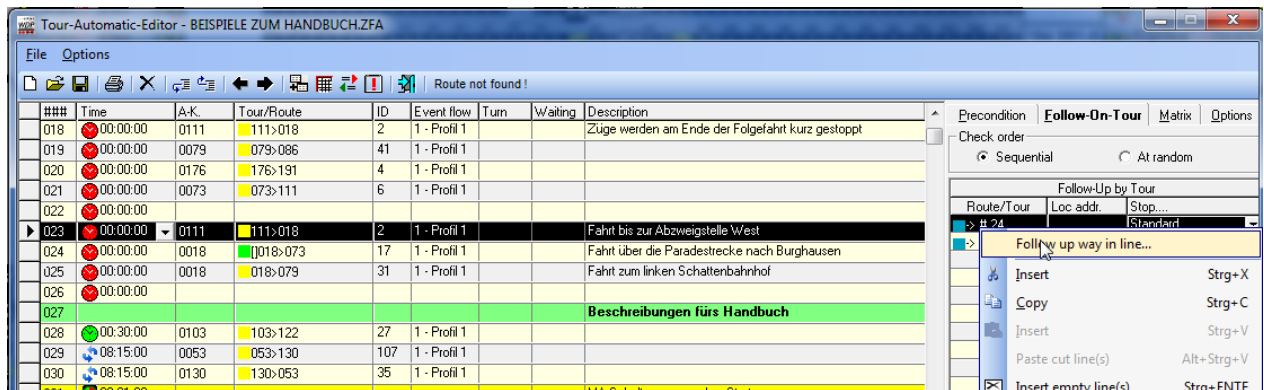 Tour-Automatic-Editor - BEISPIELE ZUM HANDBUCH.ZFA
File Options
Route not found !
### Time A.-K. Tour/Route ID Event flow Turn Waiting Description
018 00:00:00 0111 111>018 2 1 - Profil 1 Züge werden am Ende der Folgefahrt kurz gestoppt
019 00:00:00 0079 079>086 41 1 - Profil 1
020 00:00:00 0176 176>191 4 1 - Profil 1
021 00:00:00 0073 073>111 6 1 - Profil 1
022 00:00:00
023 00:00:00 0111 111>018 2 1 - Profil 1 Fahrt bis zur Abzweigstelle West
024 00:00:00 0018 []018>073 17 1 - Profil 1 Fahrt über die Paradestrecke nach Burghausen
025 00:00:00 0018 018>079 31 1 - Profil 1 Fahrt zum linken Schattenbahnhof
026 00:00:00
027 Beschreibungen fürs Handbuch
028 00:30:00 0103 103>122 27 1 - Profil 1
029 08:15:00 0053 053>130 107 1 - Profil 1
030 08:15:00 0130 130>053 35 1 - Profil 1
Precondition Follow-On-Tour Matrix Options
Check order
Sequential At random
Follow-Up by Tour
Route/Tour Loc addr. Stop....
-> # 24 Standard
->
Follow up way in line...
Insert Strg+X
Copy Strg+C
Insert Strg+V
Paste cut line(s) Alt+Strg+V
Insert empty line(s) Strg+ENTF